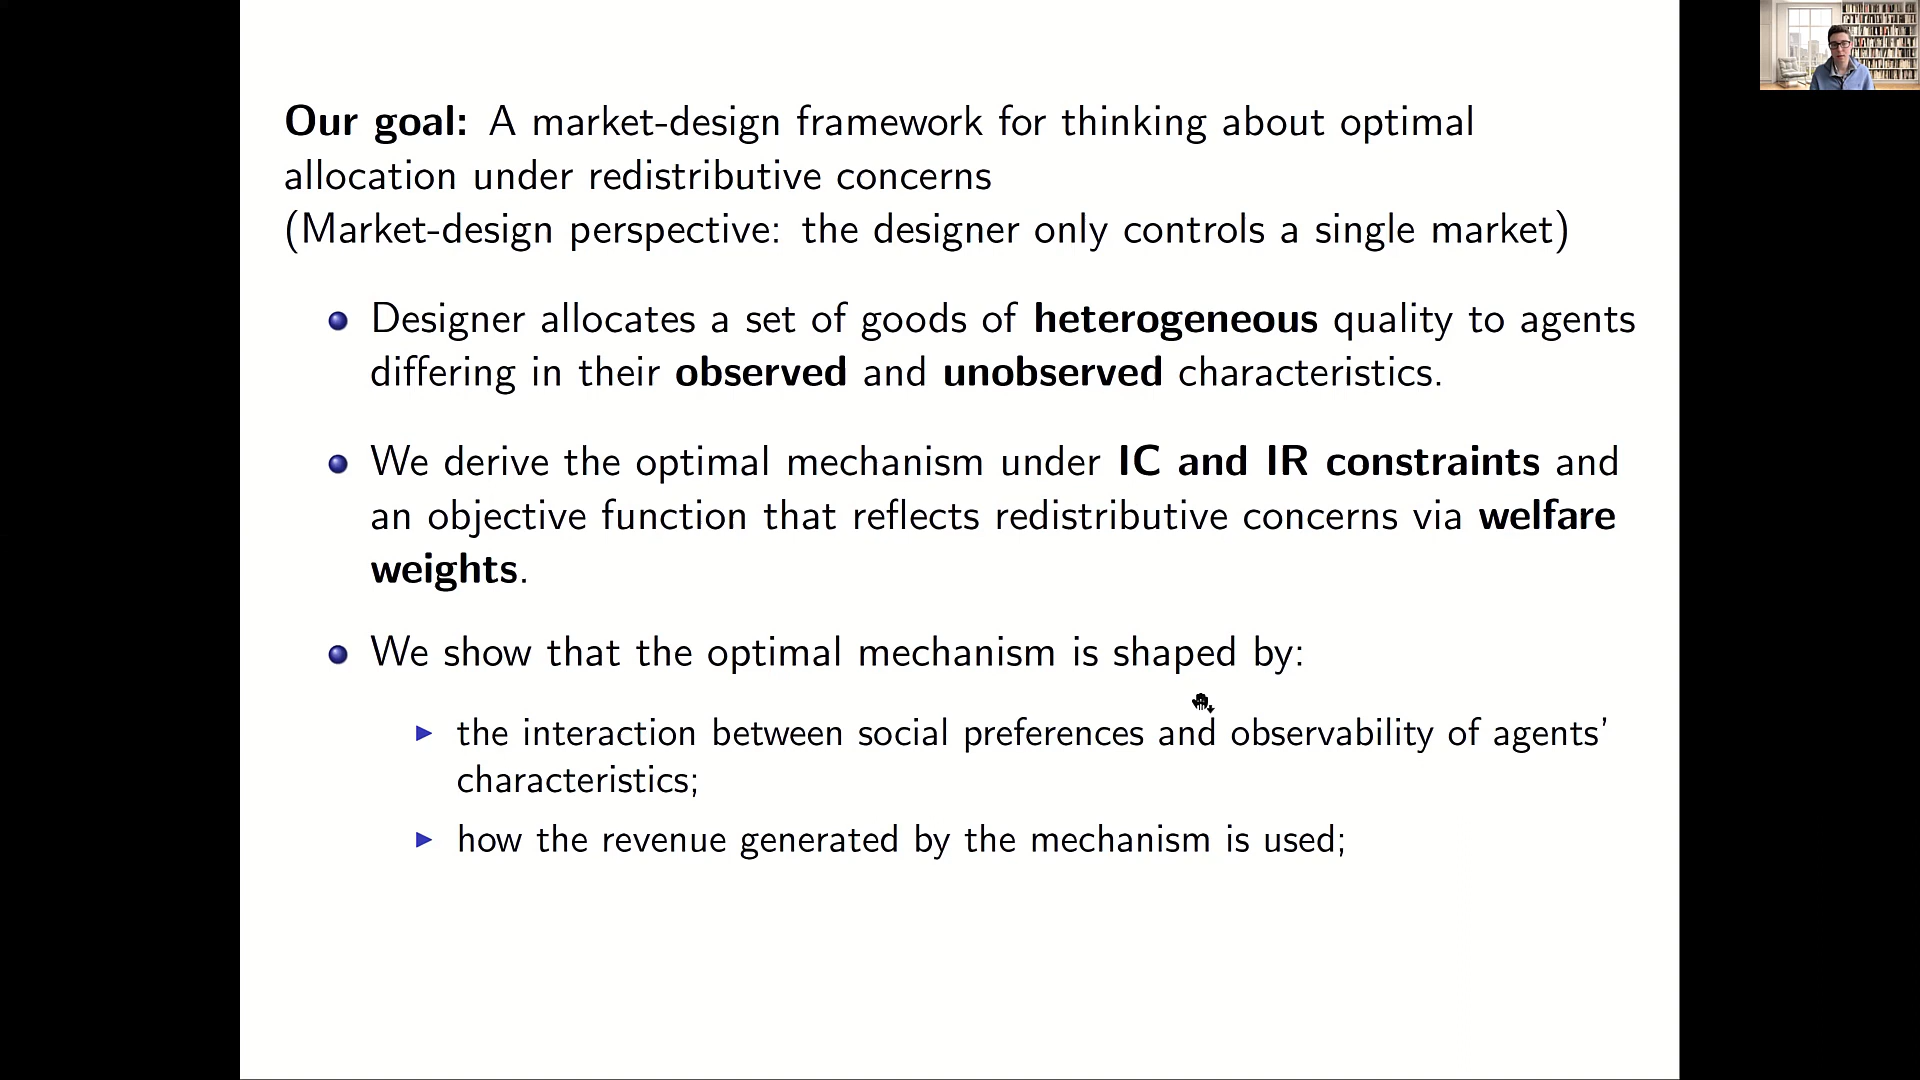 Our goal: A market-design framework for thinking about optimal
allocation under redistributive concerns
(Market-design perspective: the designer only controls a single market)
Designer allocates a set of goods of heterogeneous quality to agents
differing in their observed and unobserved characteristics.
We derive the optimal mechanism under IC and IR constraints and
an objective function that reflects redistributive concerns via welfare
weights.
We show that the optimal mechanism is shaped by:
the interaction between social preferences and observability of agents’
characteristics;
how the revenue generated by the mechanism is used;